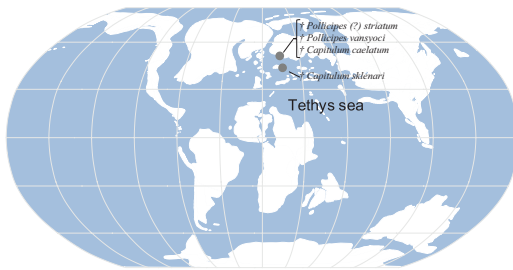 † Pollicipes (?) striatum
† Pollicipes vansyoci
† Capitulum caelatum
† Capitulum sklenari
Tethys sea